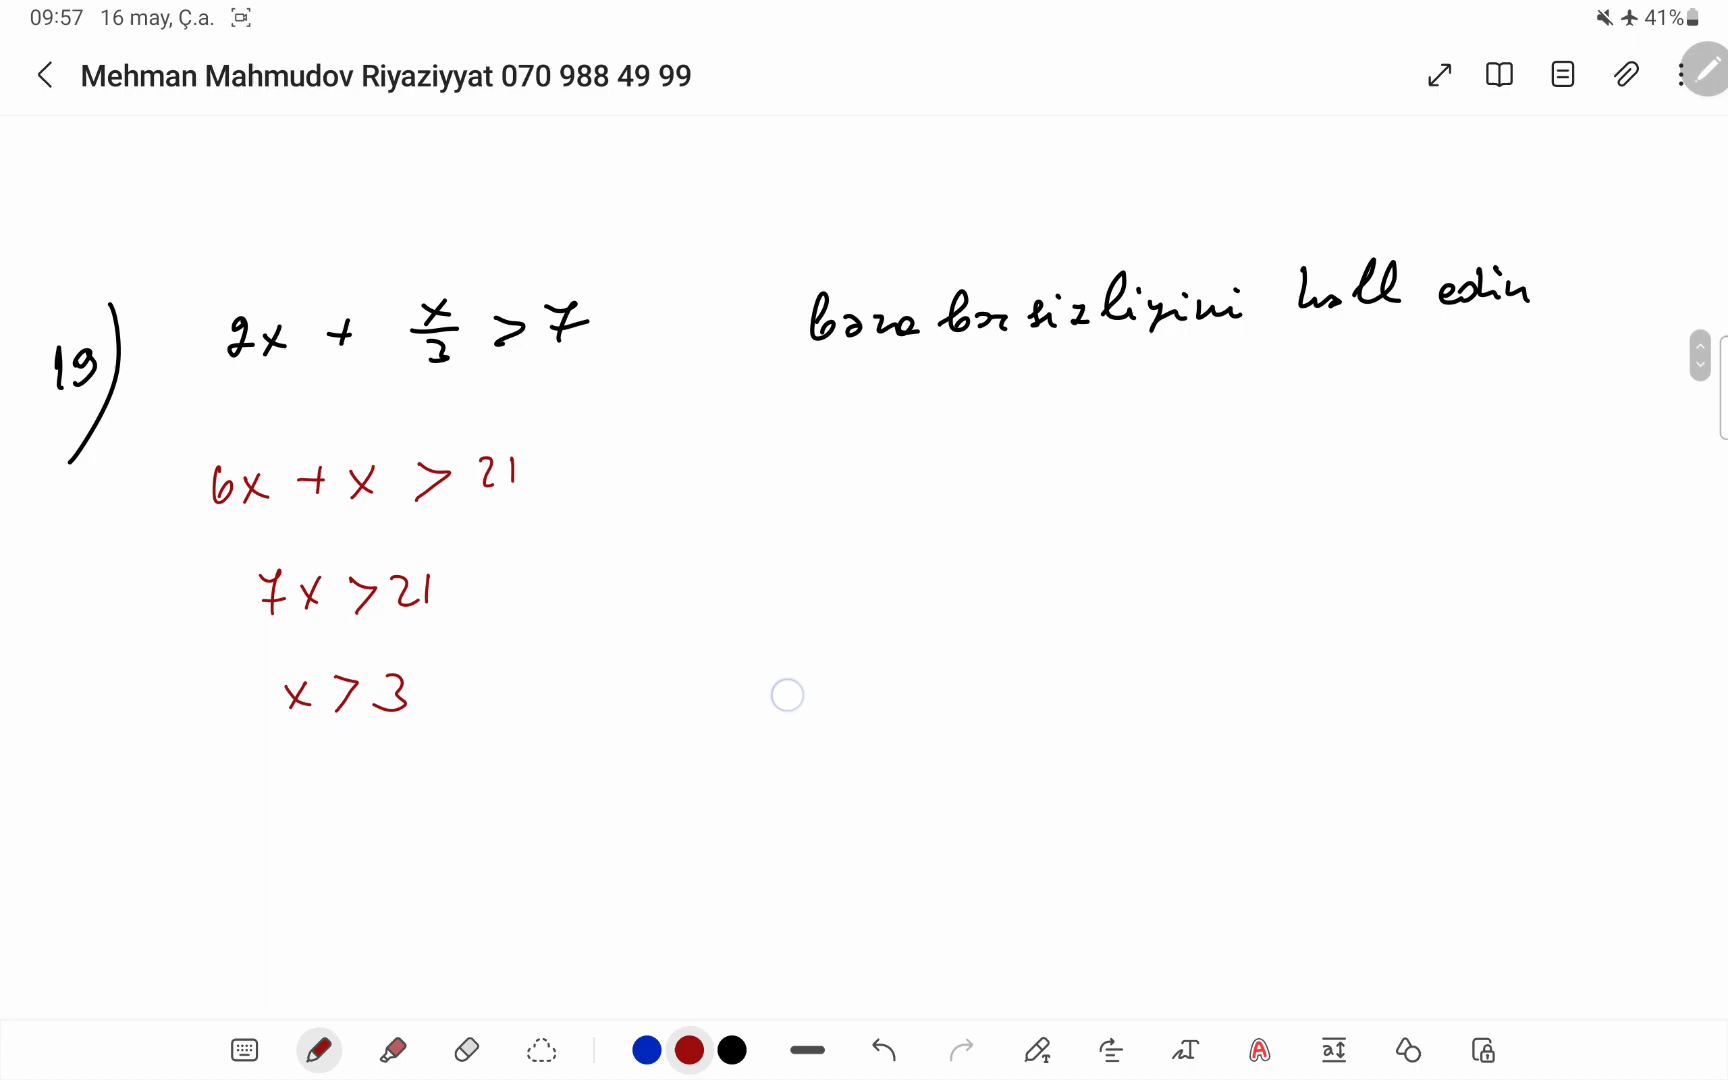 09:57 16 may, Ç.a. 41%
Mehman Mahmudov Riyaziyyat 070 988 49 99
19) 2x + x/3 > 7 bərabərsizliyini həll edin
6x + x > 21
7x > 21
x > 3